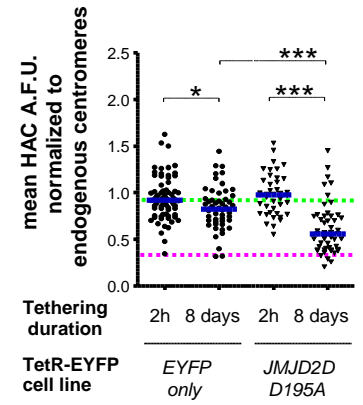 mean HAC A.F.U.
normalized to
endogenous centromeres
2.5
2.0
1.5
1.0
0.5
0.0
***
* ***
Tethering
duration
2h 8 days 2h 8 days
TetR-EYFP
cell line
EYFP
only
JMJD2D
D195A